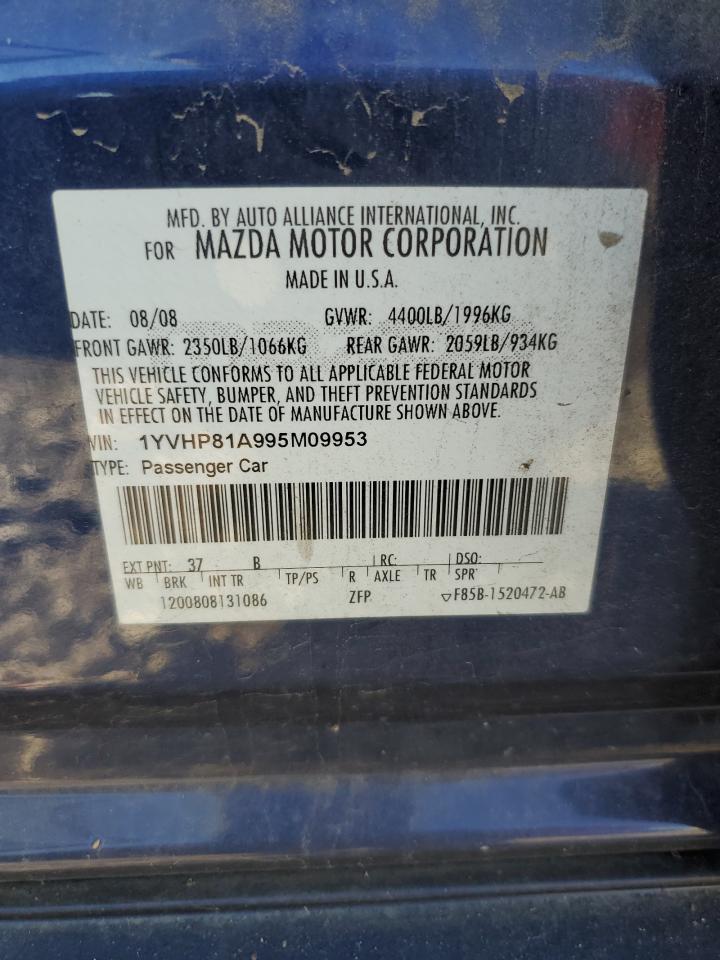 MFD. BY AUTO ALLIANCE INTERNATIONAL, INC.
FOR MAZDA MOTOR CORPORATION
MADE IN U.S.A.
DATE: 08/08 GVWR: 4400LB/1996KG
FRONT GAWR: 2350LB/1066KG REAR GAWR: 2059LB/934KG
THIS VEHICLE CONFORMS TO ALL APPLICABLE FEDERAL MOTOR
VEHICLE SAFETY, BUMPER, AND THEFT PREVENTION STANDARDS
IN EFFECT ON THE DATE OF MANUFACTURE SHOWN ABOVE.
VIN: 1YVHP81A995M09953
TYPE: Passenger Car
EXT PNT: 37 B RC: DSO:
WB BRK INT TR TP/PS R AXLE TR SPR
1200808131086 ZFP ▽F85B-1520472-AB